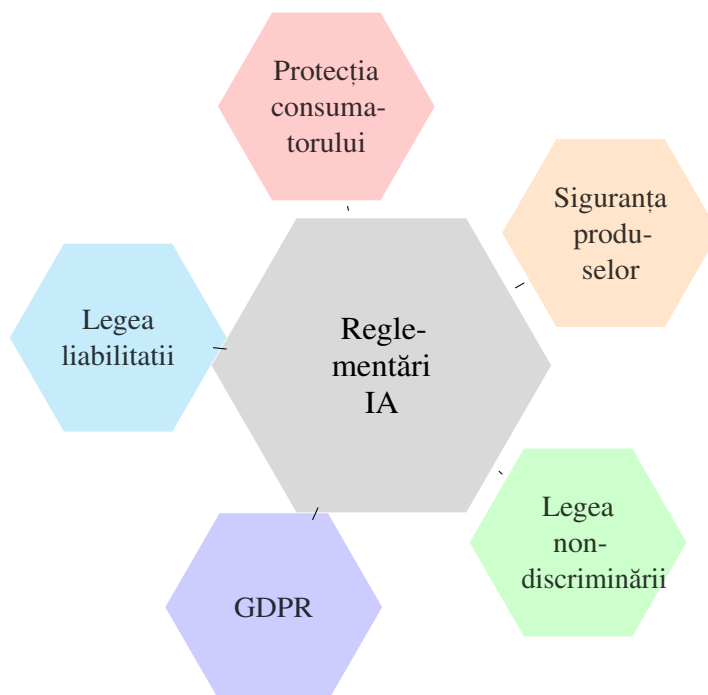 Protecția
consuma-
torului
Siguranța
produ-
selor
Legea
liabilitatii
Regle-
mentări
IA
Legea
non-
discriminării
GDPR